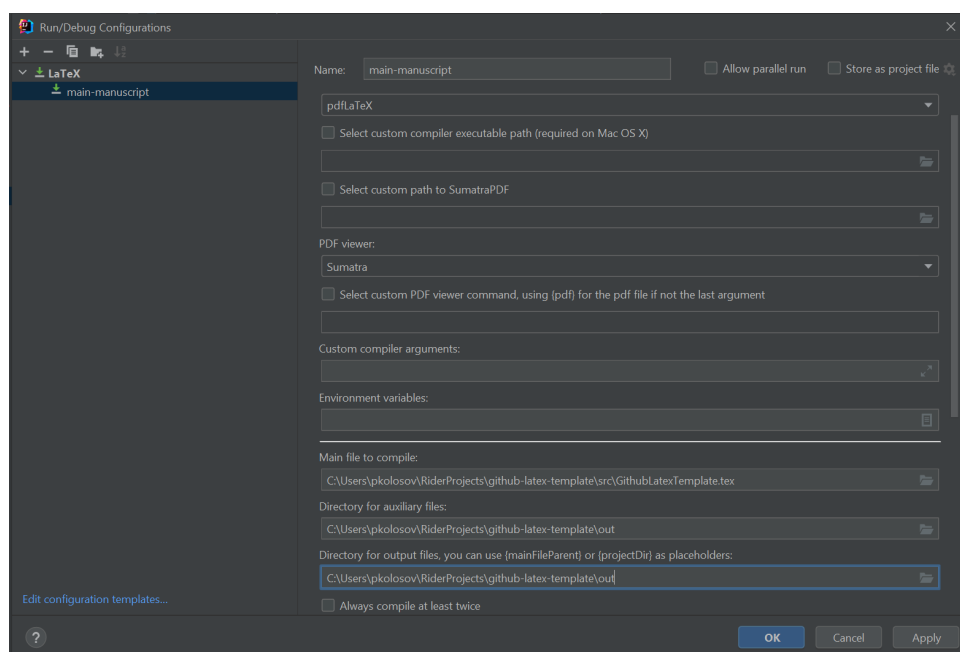 Run/Debug Configurations
LaTeX
main-manuscript
Name: main-manuscript Allow parallel run Store as project file
pdfLaTeX
Select custom compiler executable path (required on Mac OS X)
Select custom path to SumatraPDF
PDF viewer:
Sumatra
Select custom PDF viewer command, using {pdf} for the pdf file if not the last argument
Custom compiler arguments:
Environment variables:
Main file to compile:
C:\Users\pkolosov\RiderProjects\github-latex-template\src\GithubLatexTemplate.tex
Directory for auxiliary files:
C:\Users\pkolosov\RiderProjects\github-latex-template\out
Directory for output files, you can use {mainFileParent} or {projectDir} as placeholders:
C:\Users\pkolosov\RiderProjects\github-latex-template\out
Edit configuration templates...
Always compile at least twice
? OK Cancel Apply